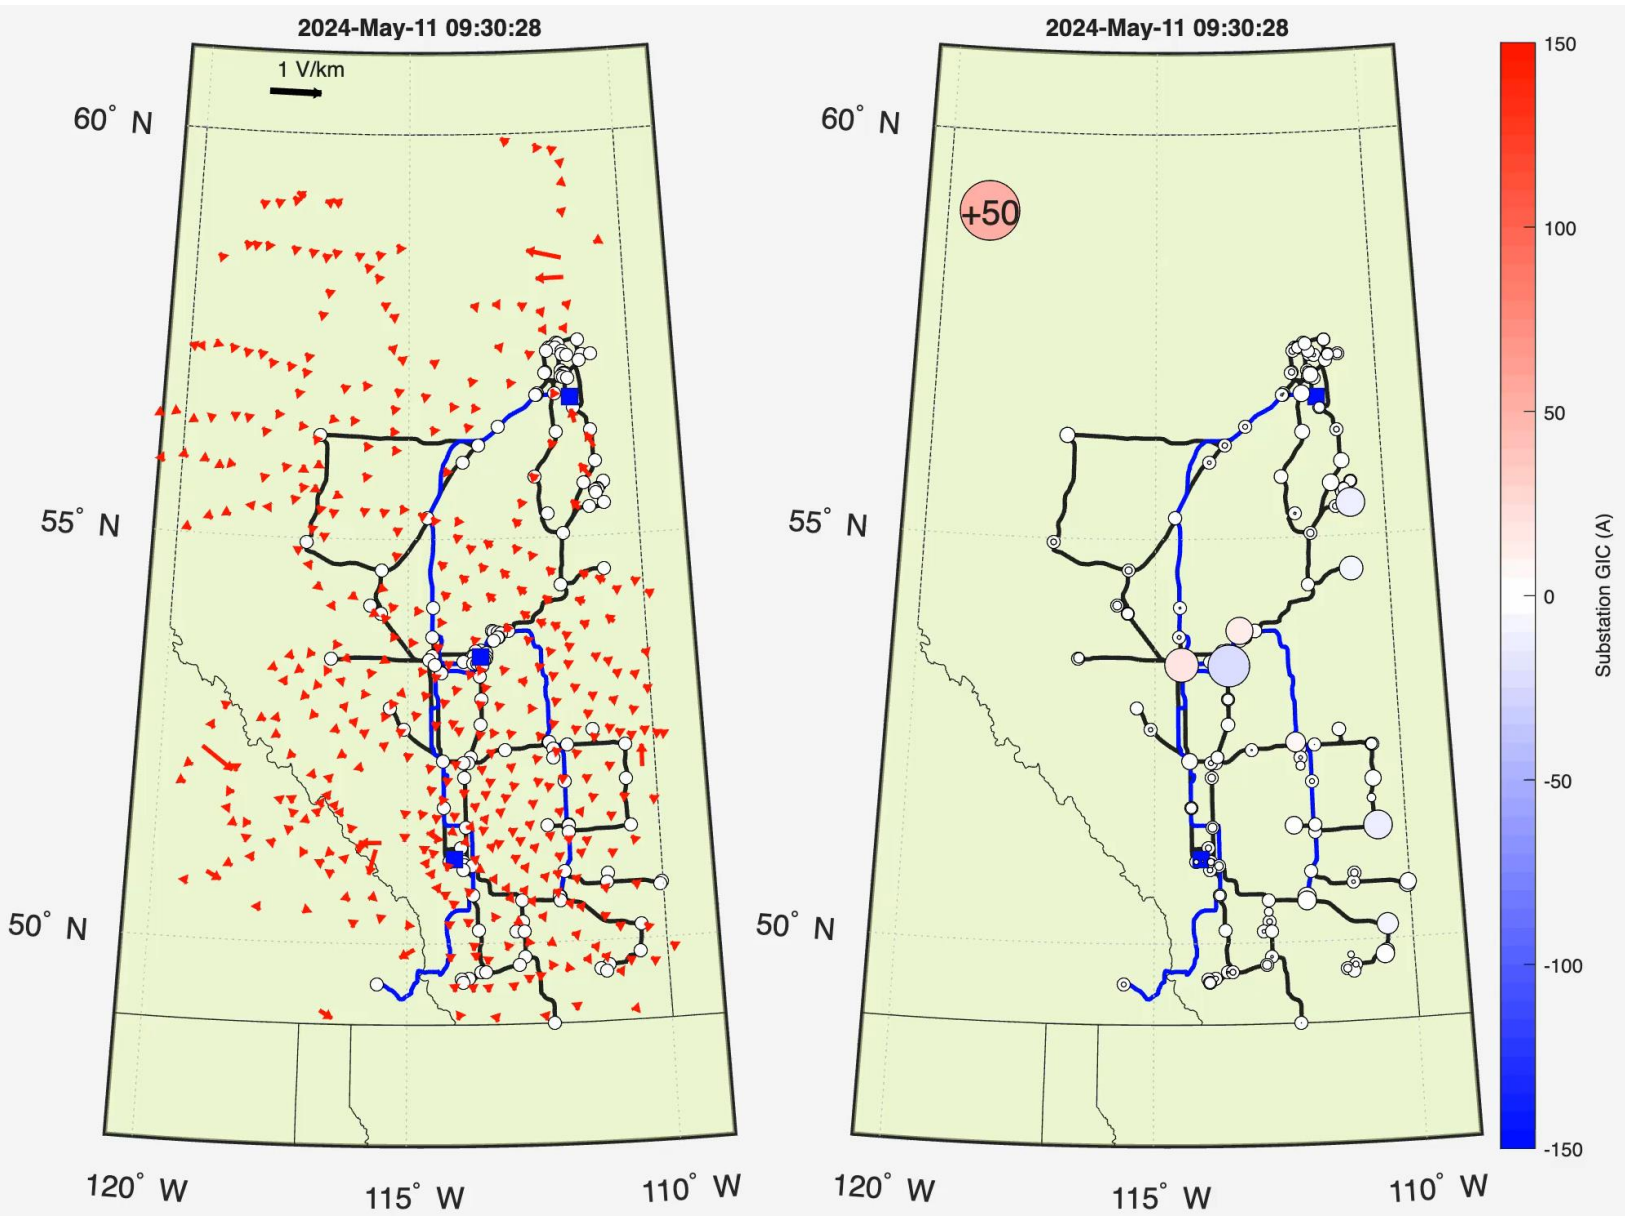 2024-May-11 09:30:28
1 V/km
60° N
55° N
50° N
120° W
115° W
110° W
2024-May-11 09:30:28
60° N
+50
55° N
50° N
120° W
115° W
110° W
150
100
50
0
-50
-100
-150
Substation GIC (A)